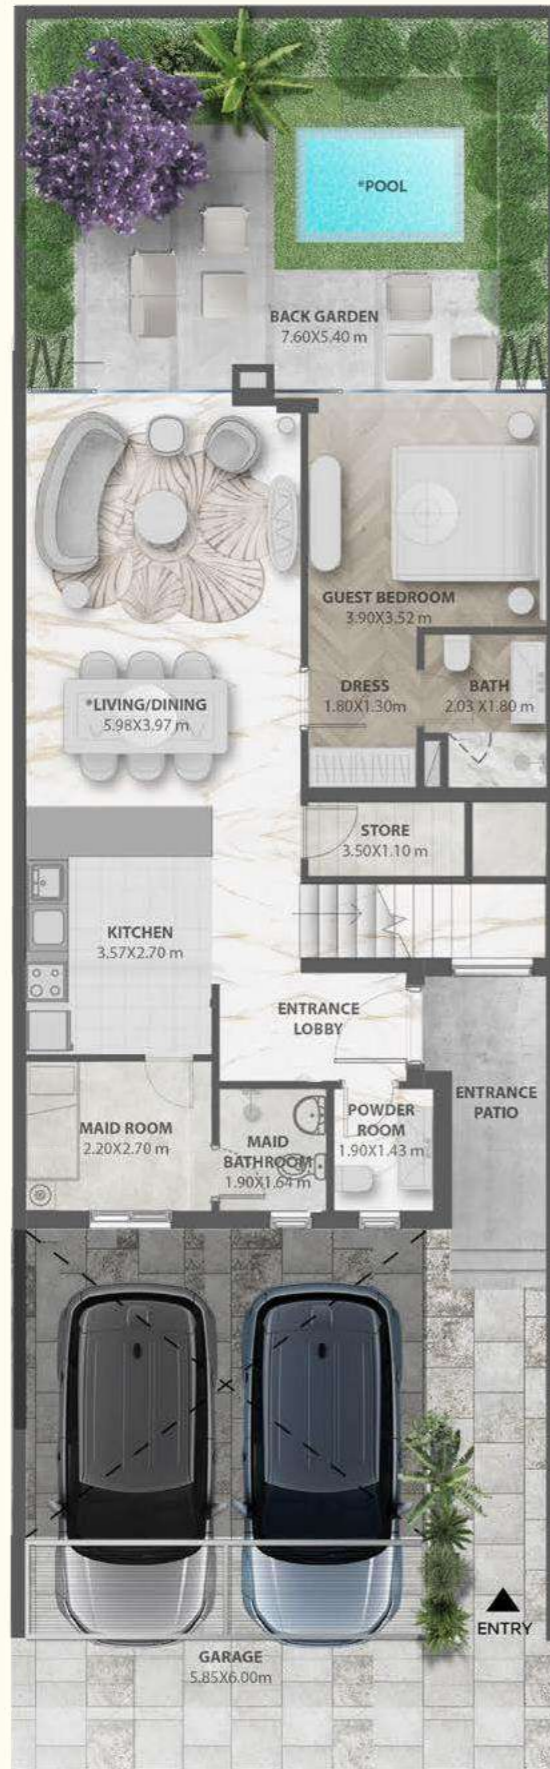 *POOL
BACK GARDEN
7.60X5.40 m
GUEST BEDROOM
3.90X3.52 m
*LIVING/DINING
5.98X3.97 m
DRESS
1.80X1.30m
BATH
2.03 X1.80 m
STORE
3.50X1.10 m
KITCHEN
3.57X2.70 m
ENTRANCE
LOBBY
ENTRANCE
PATIO
MAID ROOM
2.20X2.70 m
MAID
BATHROOM
1.90X1.64 m
POWDER
ROOM
1.90X1.43 m
ENTRY
GARAGE
5.85X6.00m